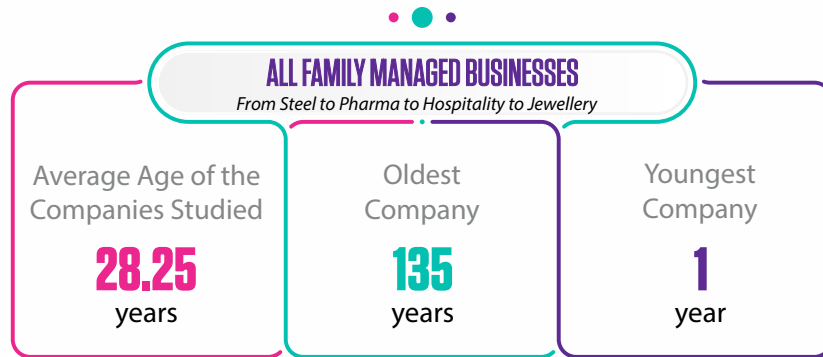 ALL FAMILY MANAGED BUSINESSES
From Steel to Pharma to Hospitality to Jewellery
Average Age of the
Companies Studied
28.25
years
Oldest
Company
135
years
Youngest
Company
1
year